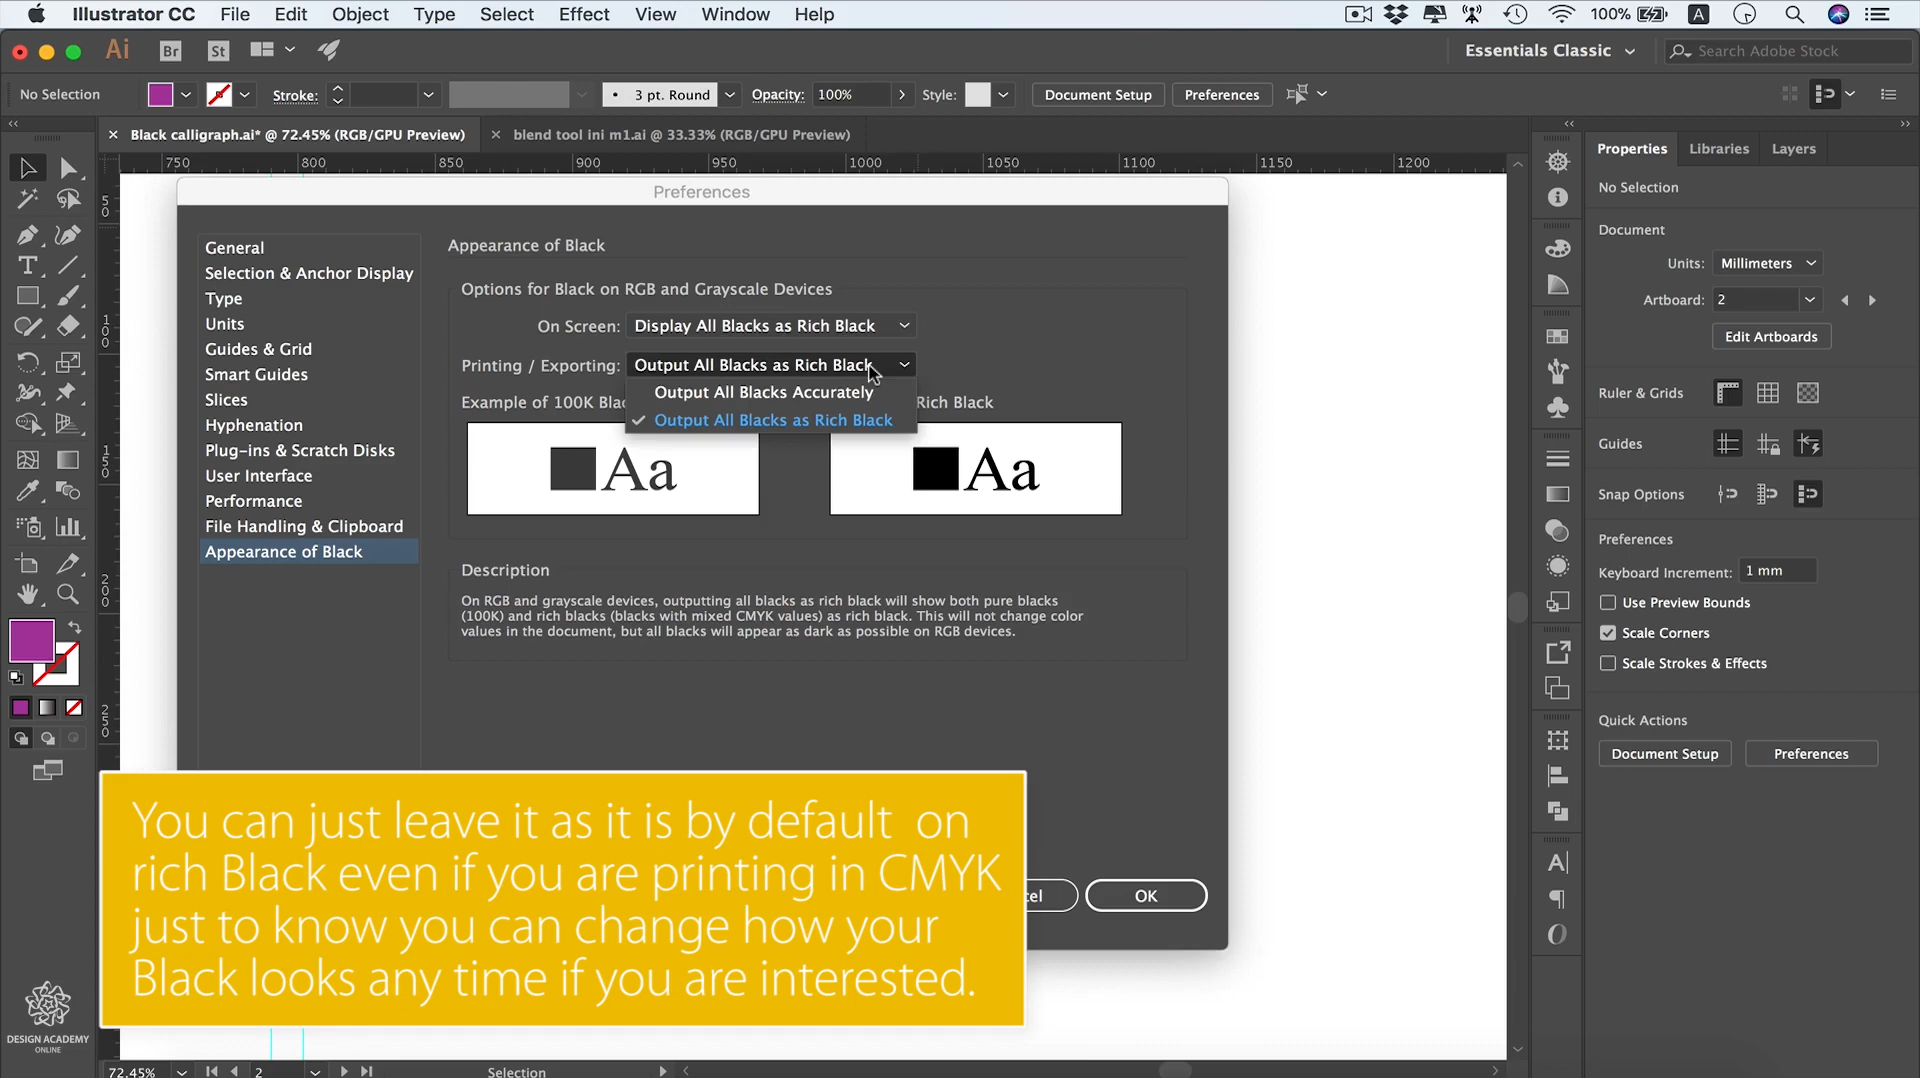 Illustrator CC File Edit Object Type Select Effect View Window Help 100% A
Ai Br St Essentials Classic Search Adobe Stock
No Selection Stroke: 3 pt. Round Opacity: 100% Style: Document Setup Preferences
Black calligraph.ai* @ 72.45% (RGB/GPU Preview) blend tool ini m1.ai @ 33.33% (RGB/GPU Preview)
750 800 850 900 950 1000 1050 1100 1150 1200
50
100
150
200
250
Preferences
General
Selection & Anchor Display
Type
Units
Guides & Grid
Smart Guides
Slices
Hyphenation
Plug-ins & Scratch Disks
User Interface
Performance
File Handling & Clipboard
Appearance of Black
Appearance of Black
Options for Black on RGB and Grayscale Devices
On Screen: Display All Blacks as Rich Black
Printing / Exporting: Output All Blacks as Rich Black
Output All Blacks Accurately
Output All Blacks as Rich Black
Example of 100K Blac Rich Black
Aa Aa
Description
On RGB and grayscale devices, outputting all blacks as rich black will show both pure blacks
(100K) and rich blacks (blacks with mixed CMYK values) as rich black. This will not change color
values in the document, but all blacks will appear as dark as possible on RGB devices.
cel OK
You can just leave it as it is by default on
rich Black even if you are printing in CMYK
just to know you can change how your
Black looks any time if you are interested.
Properties Libraries Layers
No Selection
Document
Units: Millimeters
Artboard: 2
Edit Artboards
Ruler & Grids
Guides
Snap Options
Preferences
Keyboard Increment: 1 mm
Use Preview Bounds
Scale Corners
Scale Strokes & Effects
Quick Actions
Document Setup Preferences
DESIGN ACADEMY
ONLINE
72.45% 2 Selection